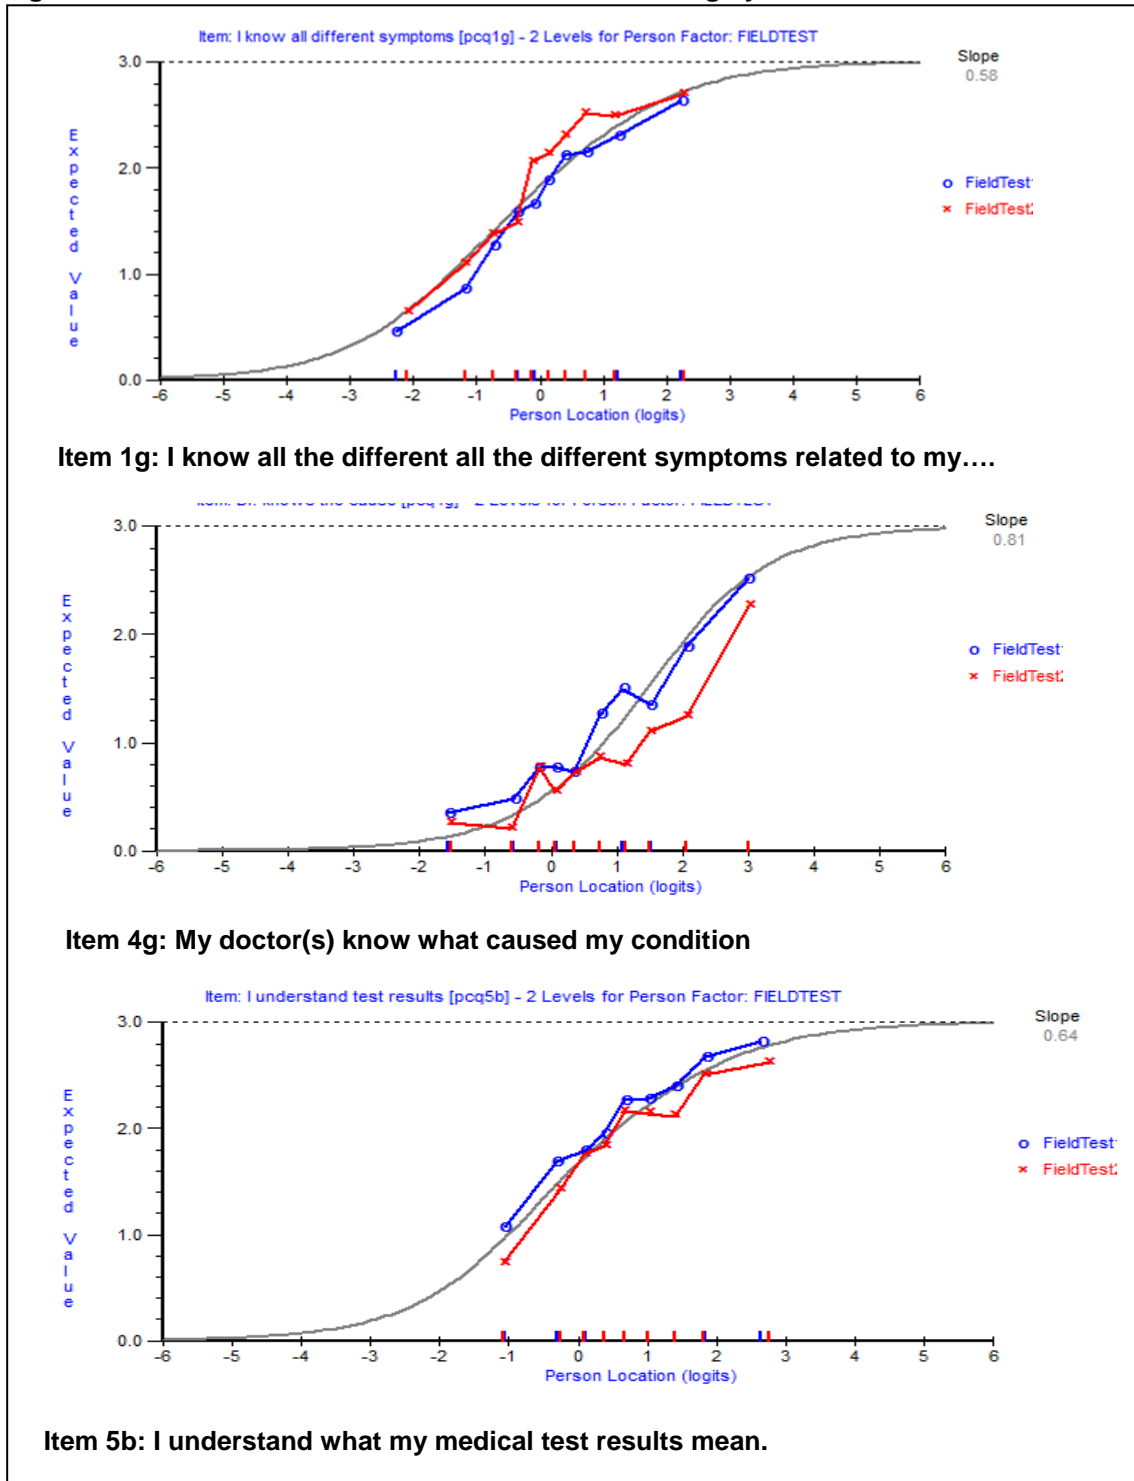 Item: I know all different symptoms [pcq1g] - 2 Levels for Person Factor: FIELDTEST
Slope
0.58
3.0
2.0
1.0
0.0
Expected Value
-6 -5 -4 -3 -2 -1 0 1 2 3 4 5 6
Person Location (logits)
FieldTest
FieldTest
Item 1g: I know all the different all the different symptoms related to my….
Slope
0.81
3.0
2.0
1.0
0.0
Expected Value
-6 -5 -4 -3 -2 -1 0 1 2 3 4 5 6
Person Location (logits)
FieldTest
FieldTest
Item 4g: My doctor(s) know what caused my condition
Item: I understand test results [pcq5b] - 2 Levels for Person Factor: FIELDTEST
Slope
0.64
3.0
2.0
1.0
0.0
Expected Value
-6 -5 -4 -3 -2 -1 0 1 2 3 4 5 6
Person Location (logits)
FieldTest
FieldTest
Item 5b: I understand what my medical test results mean.